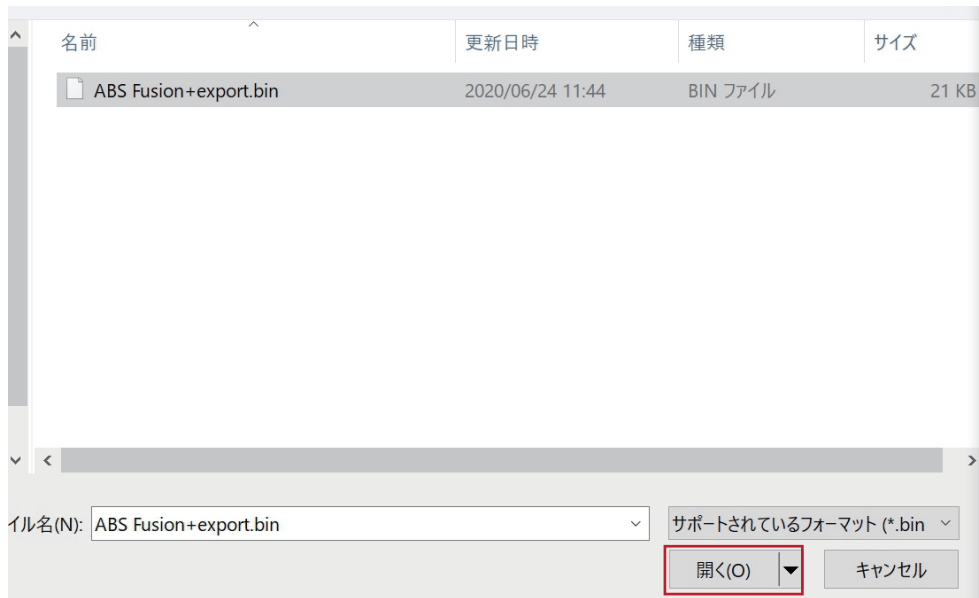 名前 更新日時 種類 サイズ
ABS Fusion+export.bin 2020/06/24 11:44 BIN ファイル 21 KB
イル名(N): ABS Fusion+export.bin サポートされているフォーマット (*.bin
開く(O) キャンセル